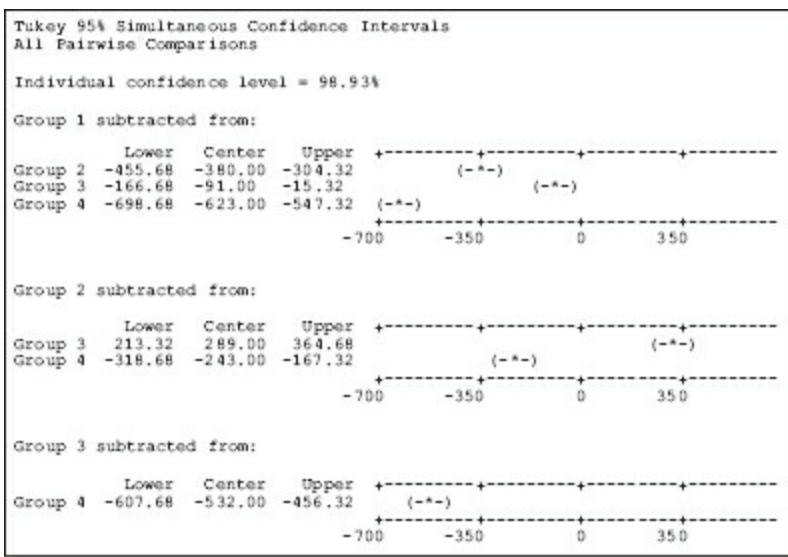 Tukey 95% Simultaneous Confidence Intervals
All Pairwise Comparisons
Individual confidence level = 98.93%
Group 1 subtracted from:
Lower Center Upper +---------+---------+---------+---------
Group 2 -455.68 -380.00 -304.32 (-*-)
Group 3 -166.68 -91.00 -15.32 (-*-)
Group 4 -698.68 -623.00 -547.32 (-*-)
+---------+---------+---------+---------
-700 -350 0 350
Group 2 subtracted from:
Lower Center Upper +---------+---------+---------+---------
Group 3 213.32 289.00 364.68 (-*-)
Group 4 -318.68 -243.00 -167.32 (-*-)
+---------+---------+---------+---------
-700 -350 0 350
Group 3 subtracted from:
Lower Center Upper +---------+---------+---------+---------
Group 4 -607.68 -532.00 -456.32 (-*-)
+---------+---------+---------+---------
-700 -350 0 350